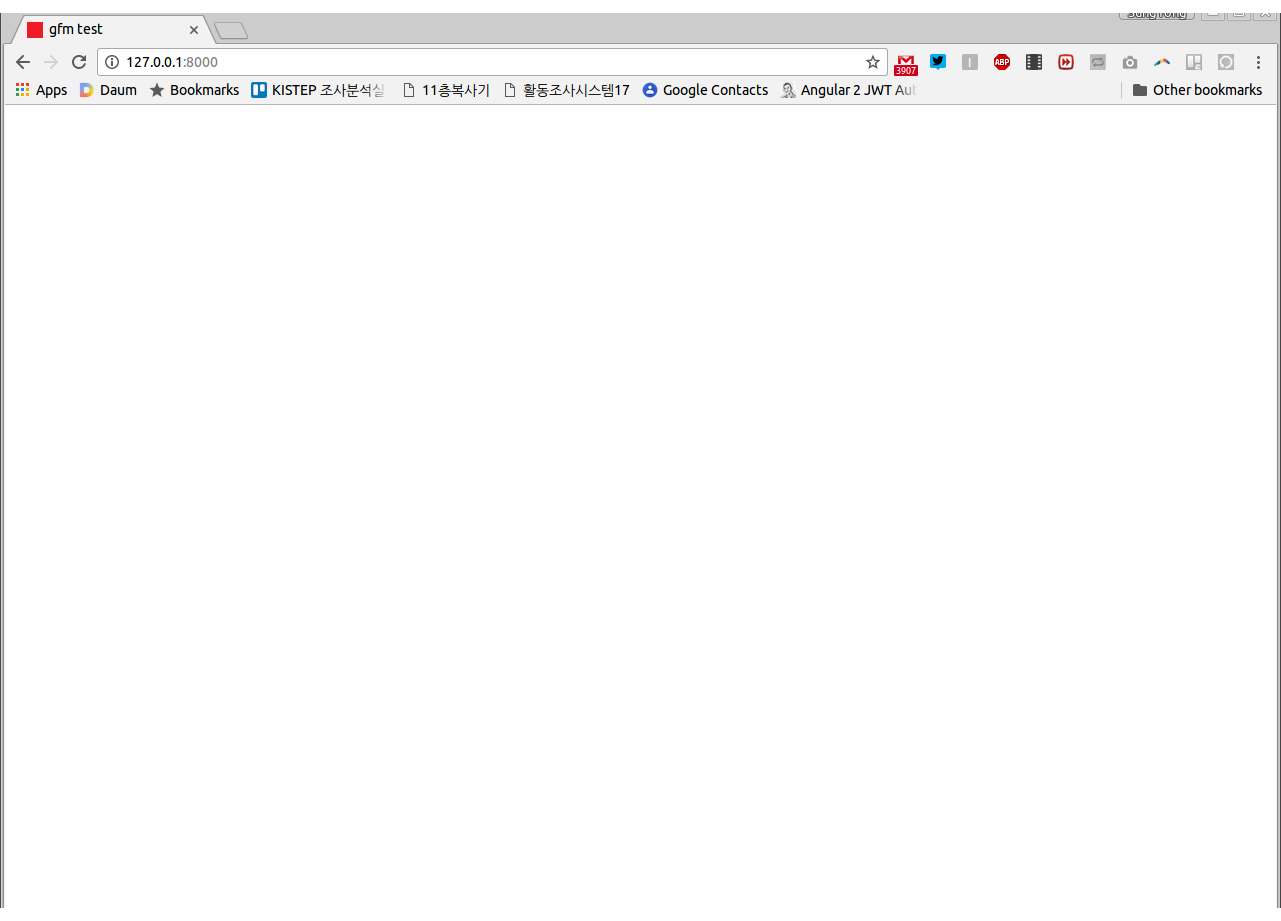 SungYong
gfm test
127.0.0.1:8000
3907
ABP
Apps Daum Bookmarks KISTEP 조사분석실 11층복사기 활동조사시스템17 Google Contacts Angular 2 JWT Aut Other bookmarks